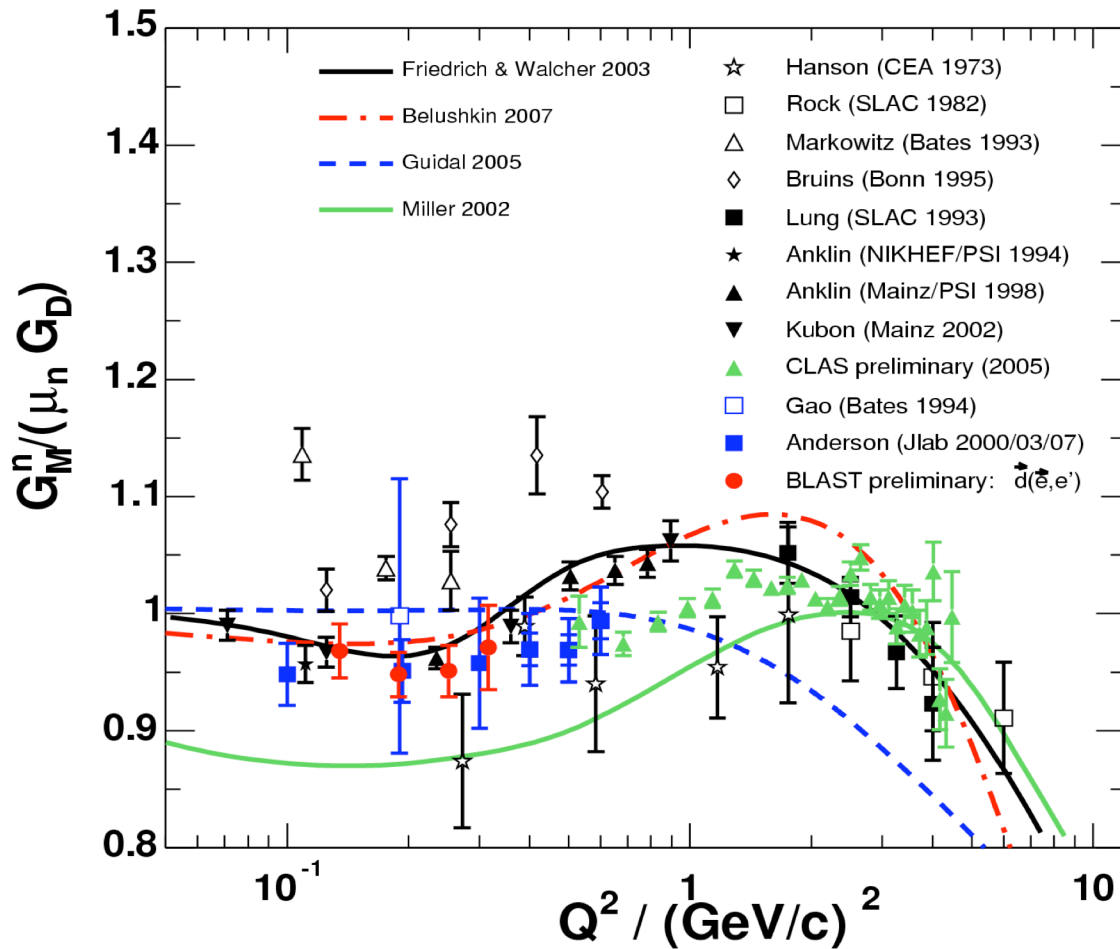 1.5
1.4
1.3
1.2
1.1
1
0.9
0.8
G_M^n/(μ_n G_D)
Friedrich & Walcher 2003
Belushkin 2007
Guidal 2005
Miller 2002
Hanson (CEA 1973)
Rock (SLAC 1982)
Markowitz (Bates 1993)
Bruins (Bonn 1995)
Lung (SLAC 1993)
Anklin (NIKHEF/PSI 1994)
Anklin (Mainz/PSI 1998)
Kubon (Mainz 2002)
CLAS preliminary (2005)
Gao (Bates 1994)
Anderson (Jlab 2000/03/07)
BLAST preliminary: d⃗(e⃗,e')
10⁻¹
1
10
Q² / (GeV/c) ²